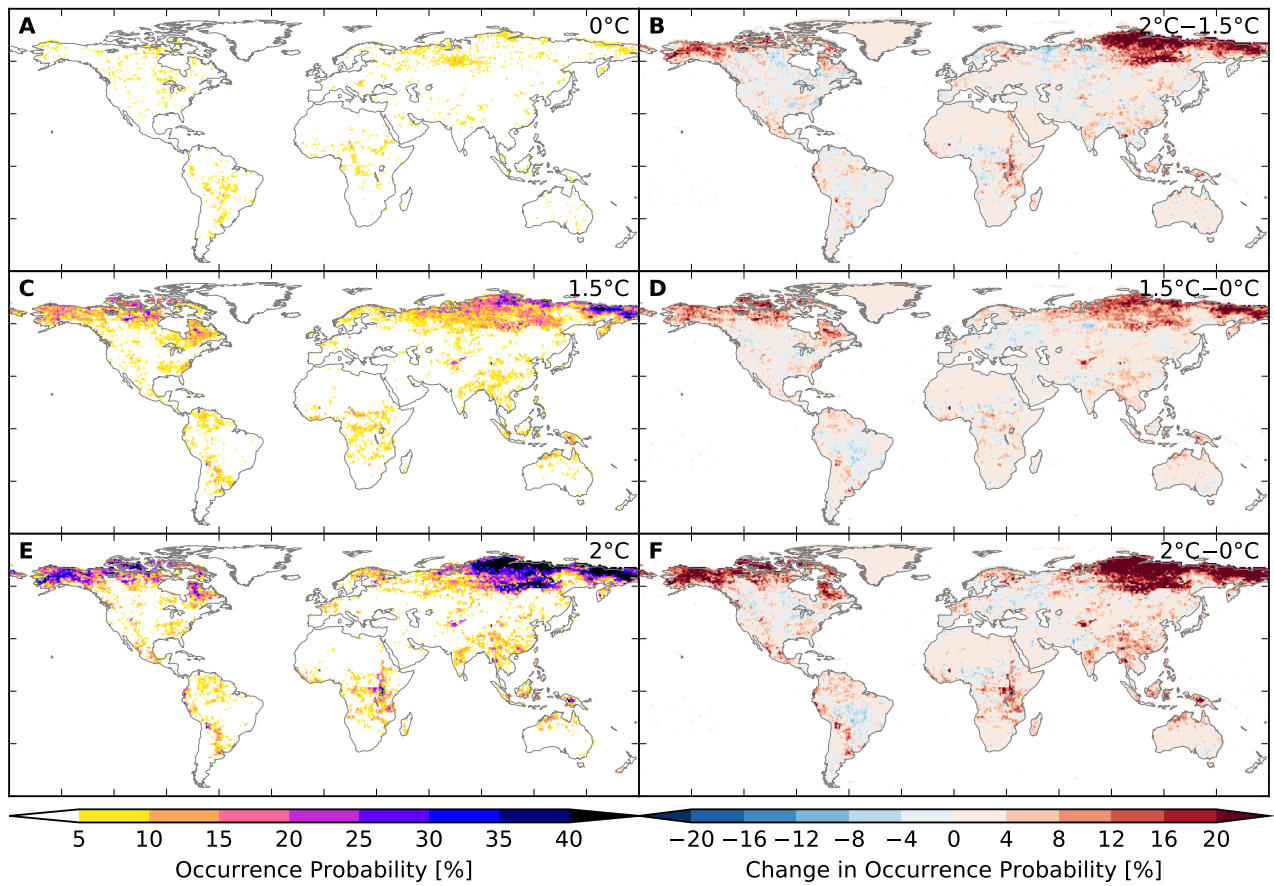 A 0°C
B 2°C−1.5°C
C 1.5°C
D 1.5°C−0°C
E 2°C
F 2°C−0°C
5 10 15 20 25 30 35 40
−20 −16 −12 −8 −4 0 4 8 12 16 20
Occurrence Probability [%]
Change in Occurrence Probability [%]